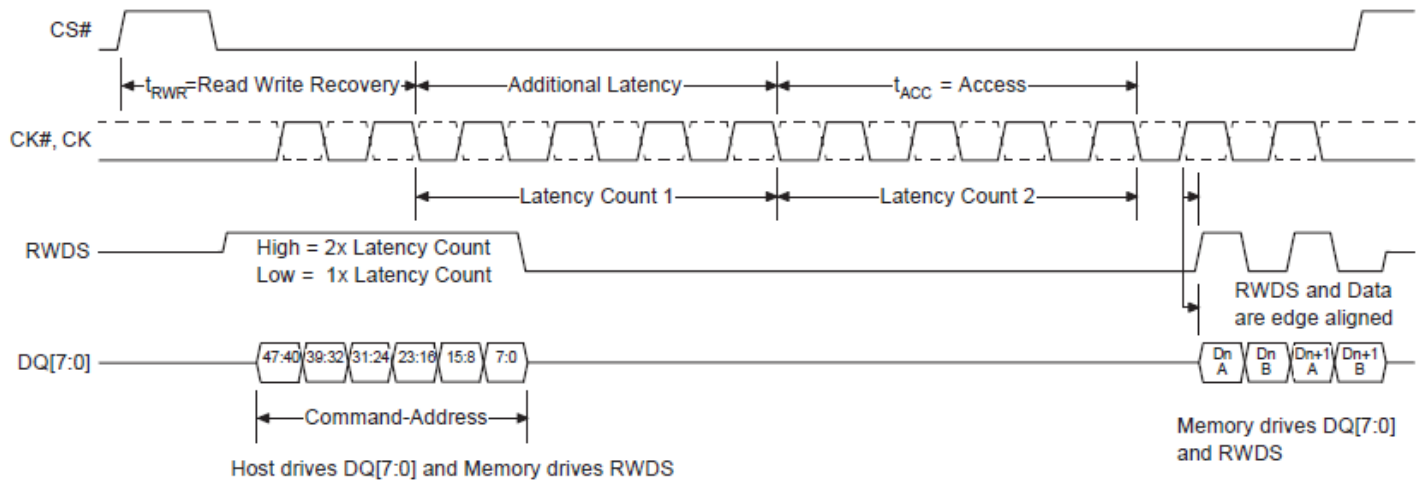 CS#
tRWR=Read Write Recovery
Additional Latency
tACC = Access
CK#, CK
Latency Count 1
Latency Count 2
RWDS
High = 2x Latency Count
Low = 1x Latency Count
RWDS and Data
are edge aligned
DQ[7:0]
47:40 39:32 31:24 23:16 15:8 7:0
Dn A
Dn B
Dn+1 A
Dn+1 B
Command-Address
Memory drives DQ[7:0]
and RWDS
Host drives DQ[7:0] and Memory drives RWDS